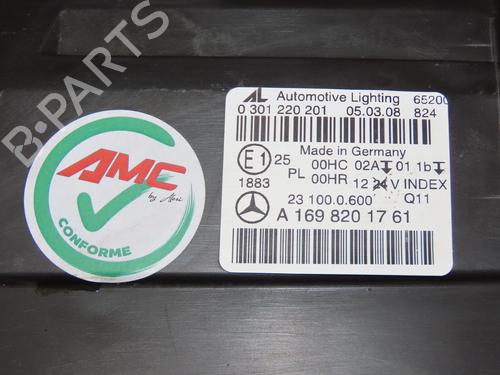 B-PARTS
AMC
by Alcni
CONFORME
AL Automotive Lighting 65200
0 301 220 201 05.03.08 824
Made in Germany
E1 25 00HC 02A 01 1b
PL 00HR 12 24 V INDEX
1883
23 100.0.600 Q11
A 169 820 17 61